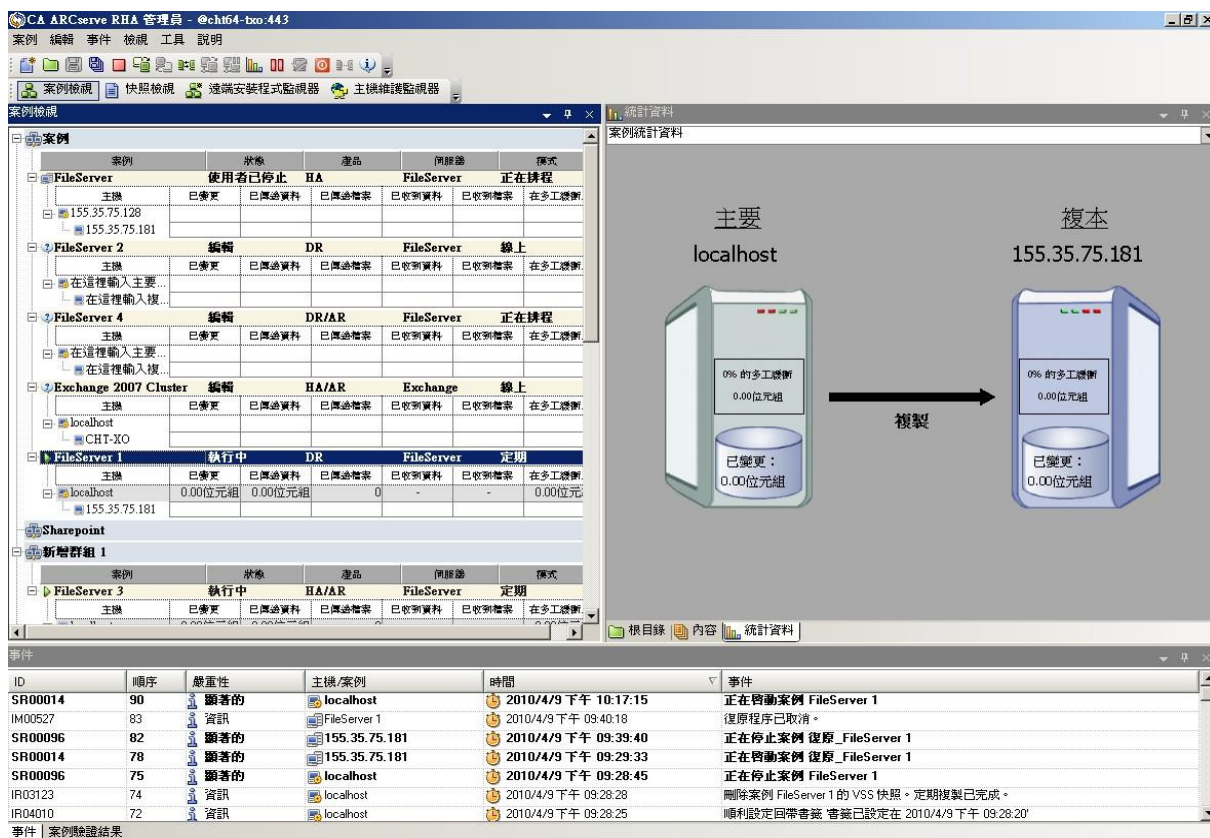 CA ARCserve RHA 管理員 - @cht64-txo:443
案例 編輯 事件 檢視 工具 說明
案例檢視 快照檢視 遠端安裝程式監視器 主機維護監視器
案例檢視
案例
案例 狀態 產品 伺服器 模式
FileServer 使用者已停止 HA FileServer 正在排程
主機 已變更 已傳送資料 已傳送檔案 已收到資料 已收到檔案 在多工緩衝
155.35.75.128
155.35.75.181
FileServer 2 編輯 DR FileServer 線上
主機 已變更 已傳送資料 已傳送檔案 已收到資料 已收到檔案 在多工緩衝
在這裡輸入主要...
在這裡輸入複...
FileServer 4 編輯 DR/AR FileServer 正在排程
主機 已變更 已傳送資料 已傳送檔案 已收到資料 已收到檔案 在多工緩衝
在這裡輸入主要...
在這裡輸入複...
Exchange 2007 Cluster 編輯 HA/AR Exchange 線上
主機 已變更 已傳送資料 已傳送檔案 已收到資料 已收到檔案 在多工緩衝
localhost
CHT-XO
FileServer 1 執行中 DR FileServer 定期
主機 已變更 已傳送資料 已傳送檔案 已收到資料 已收到檔案 在多工緩衝
localhost 0.00位元組 0.00位元組 0 - - 0.00位元
155.35.75.181
Sharepoint
新增群組 1
案例 狀態 產品 伺服器 模式
FileServer 3 執行中 HA/AR FileServer 定期
主機 已變更 已傳送資料 已傳送檔案 已收到資料 已收到檔案 在多工緩衝
統計資料
案例統計資料
主要
localhost
0% 的多工緩衝
0.00位元組
已變更：
0.00位元組
複製
複本
155.35.75.181
0% 的多工緩衝
0.00位元組
已變更：
0.00位元組
根目錄 內容 統計資料
事件
ID 順序 嚴重性 主機/案例 時間 事件
SR00014 90 顯著的 localhost 2010/4/9 下午 10:17:15 正在啓動案例 FileServer 1
IM00527 83 資訊 FileServer 1 2010/4/9 下午 09:40:18 復原程序已取消。
SR00096 82 顯著的 155.35.75.181 2010/4/9 下午 09:39:40 正在停止案例 復原_FileServer 1
SR00014 78 顯著的 155.35.75.181 2010/4/9 下午 09:29:33 正在啓動案例 復原_FileServer 1
SR00096 75 顯著的 localhost 2010/4/9 下午 09:28:45 正在停止案例 FileServer 1
IR03123 74 資訊 localhost 2010/4/9 下午 09:28:28 刪除案例 FileServer 1 的 VSS 快照。定期複製已完成。
IR04010 72 資訊 localhost 2010/4/9 下午 09:28:25 順利設定回帶書籤 '書籤已設定在 2010/4/9 下午 09:28:20'
事件 案例驗證結果